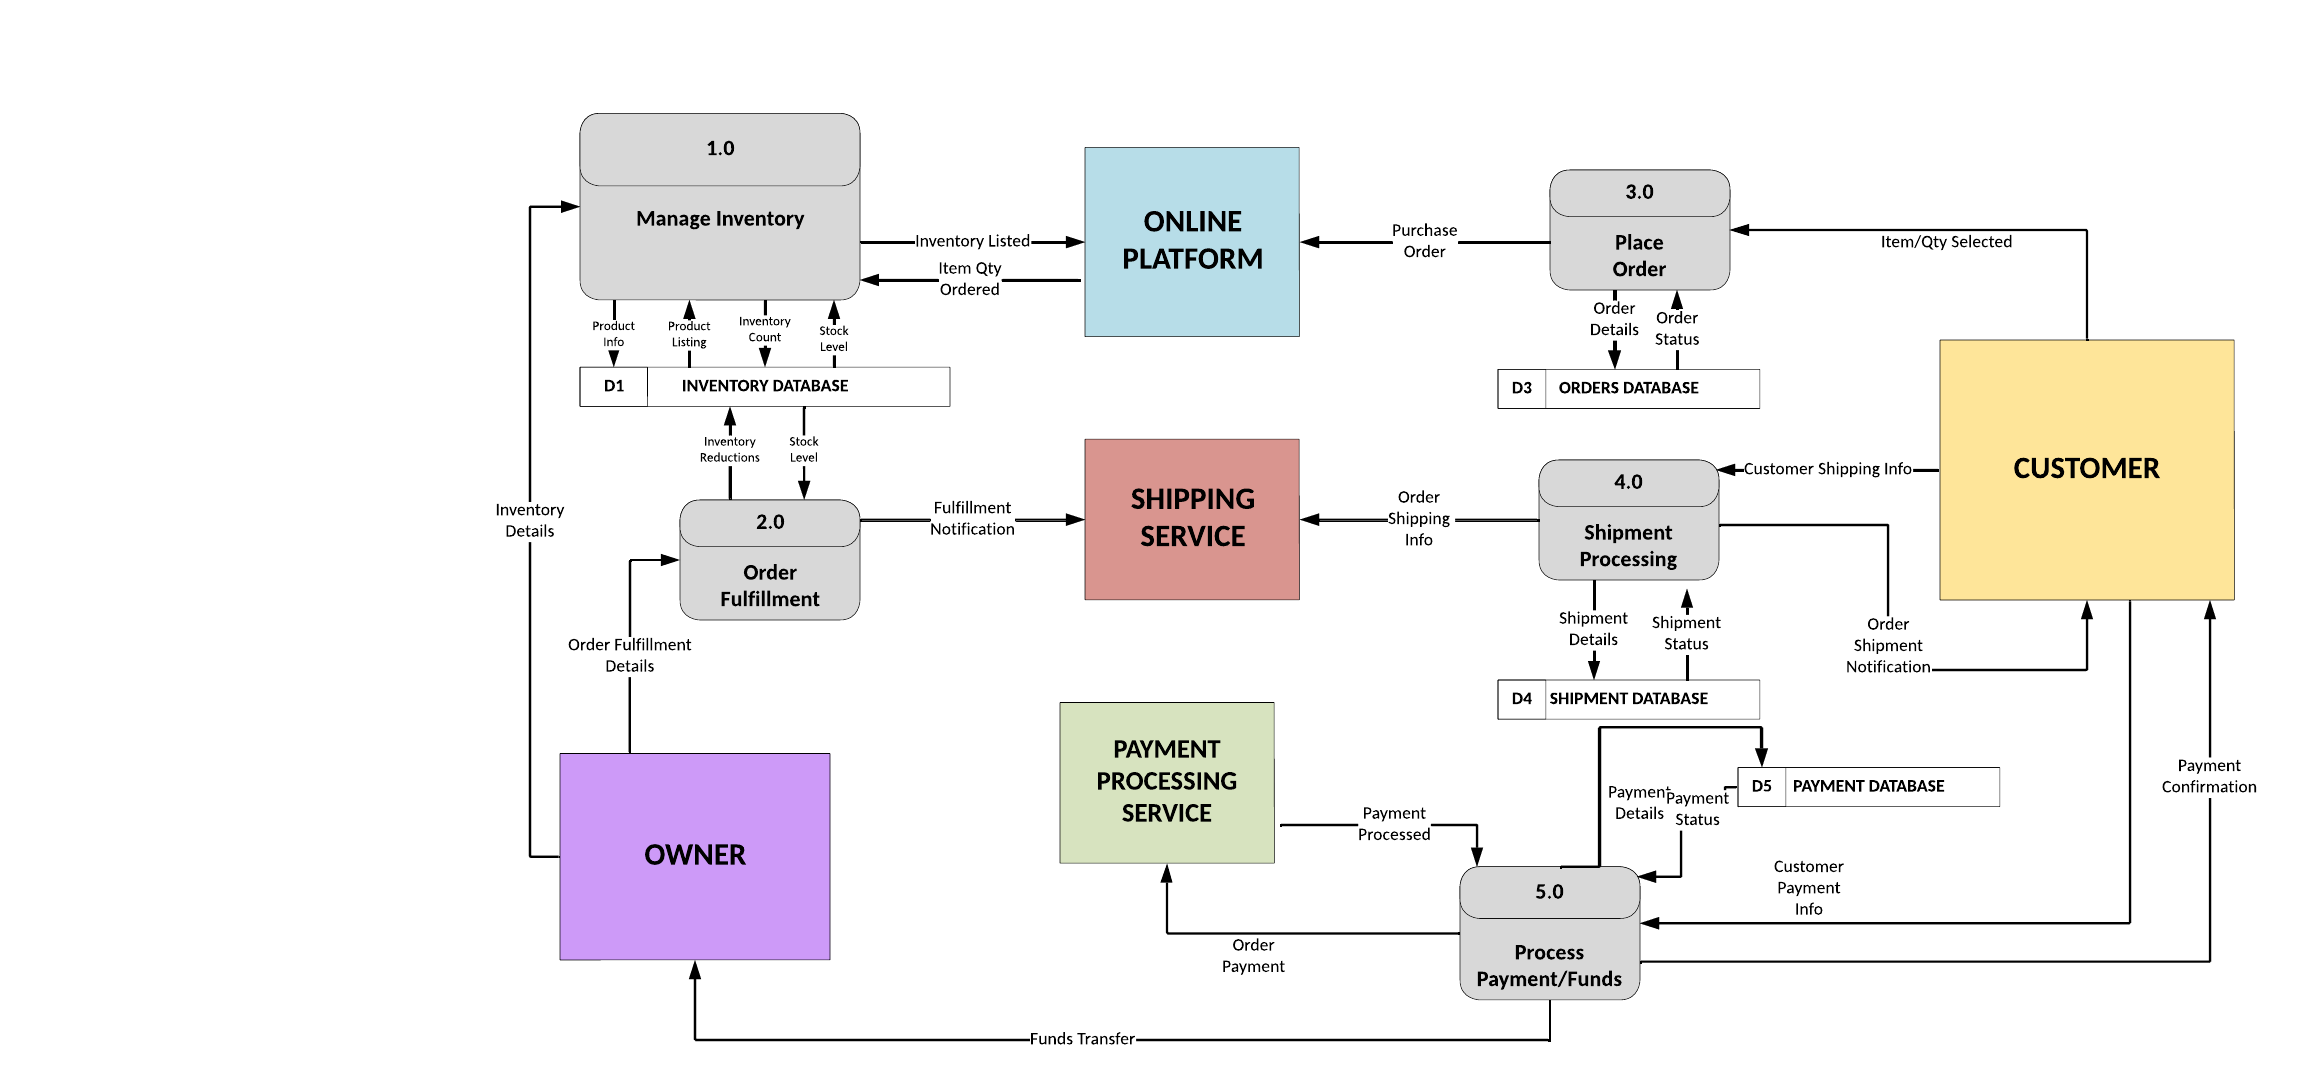 1.0
Manage Inventory
Inventory Listed
Item Qty
Ordered
ONLINE
PLATFORM
Purchase
Order
3.0
Place
Order
Item/Qty Selected
Product
Info
Product
Listing
Inventory
Count
Stock
Level
Order
Details
Order
Status
D1
INVENTORY DATABASE
D3
ORDERS DATABASE
Inventory
Reductions
Stock
Level
Inventory
Details
2.0
Order
Fulfillment
Fulfillment
Notification
SHIPPING
SERVICE
Order
Shipping
Info
4.0
Shipment
Processing
Customer Shipping Info
CUSTOMER
Order Fulfillment
Details
Shipment
Details
Shipment
Status
Order
Shipment
Notification
D4
SHIPMENT DATABASE
PAYMENT
PROCESSING
SERVICE
Payment
Processed
Payment
Details
Payment
Status
D5
PAYMENT DATABASE
Payment
Confirmation
OWNER
Customer
Payment
Info
5.0
Process
Payment/Funds
Order
Payment
Funds Transfer